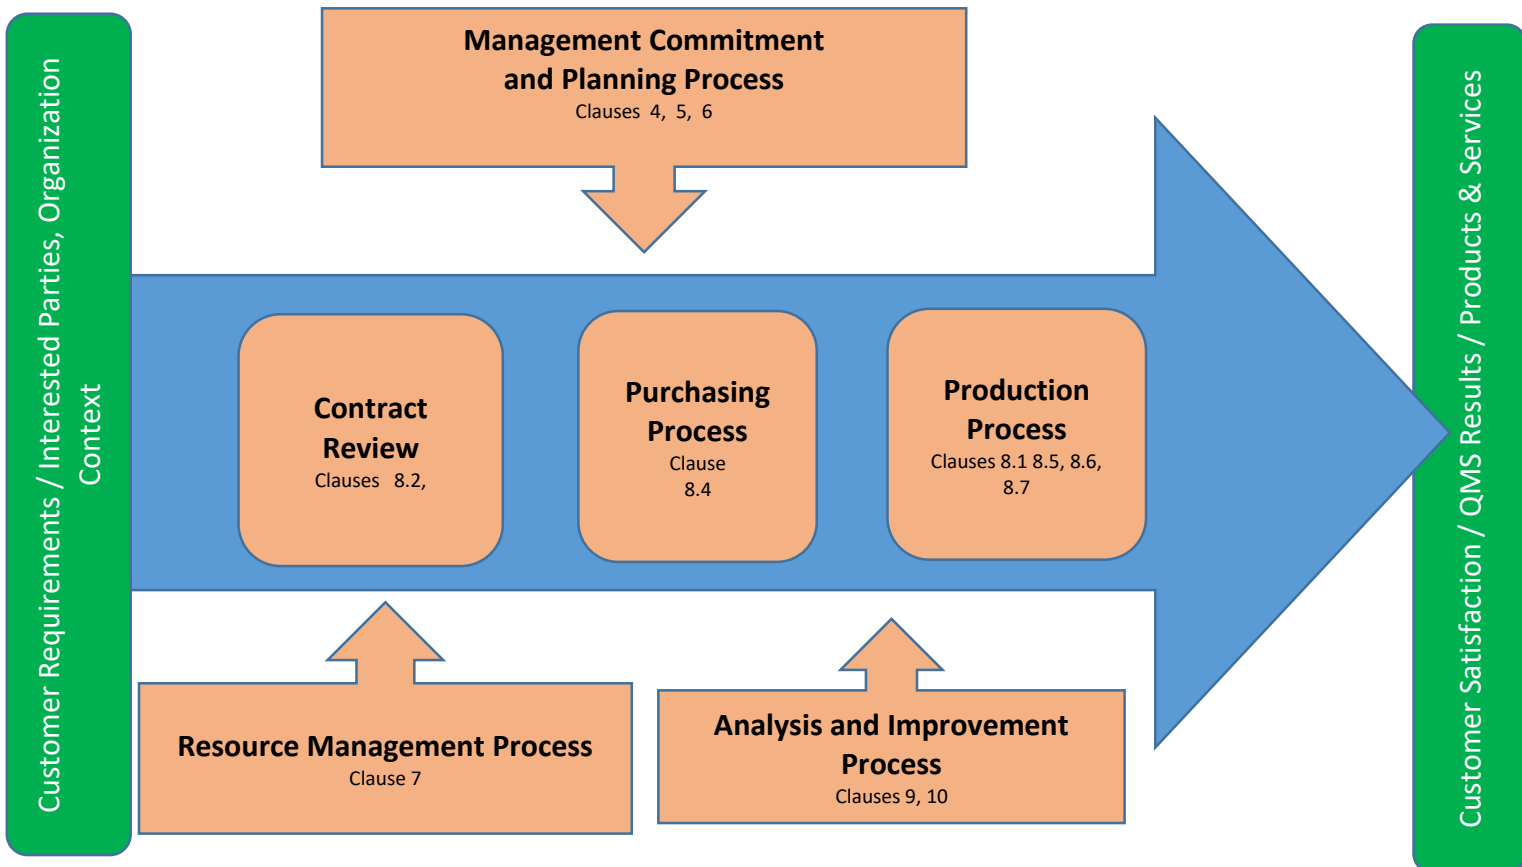 Customer Requirements / Interested Parties, Organization
Context
Management Commitment
and Planning Process
Clauses 4, 5, 6
Contract
Review
Clauses 8.2,
Purchasing
Process
Clause
8.4
Production
Process
Clauses 8.1 8.5, 8.6,
8.7
Resource Management Process
Clause 7
Analysis and Improvement
Process
Clauses 9, 10
Customer Satisfaction / QMS Results / Products & Services